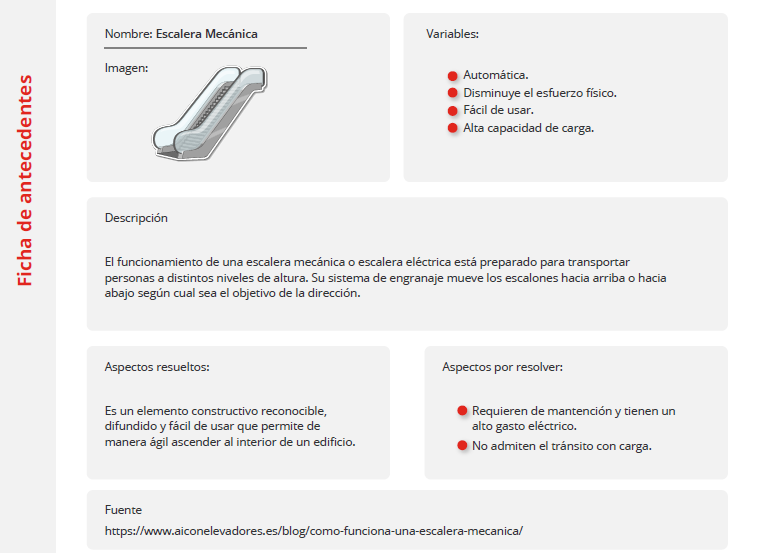 Ficha de antecedentes
Nombre: Escalera Mecánica
Imagen:
Variables:
Automática.
Disminuye el esfuerzo físico.
Fácil de usar.
Alta capacidad de carga.
Descripción
El funcionamiento de una escalera mecánica o escalera eléctrica está preparado para transportar
personas a distintos niveles de altura. Su sistema de engranaje mueve los escalones hacia arriba o hacia
abajo según cual sea el objetivo de la dirección.
Aspectos resueltos:
Es un elemento constructivo reconocible,
difundido y fácil de usar que permite de
manera ágil ascender al interior de un edificio.
Aspectos por resolver:
Requieren de mantención y tienen un
alto gasto eléctrico.
No admiten el tránsito con carga.
Fuente
https://www.aiconelevadores.es/blog/como-funciona-una-escalera-mecanica/